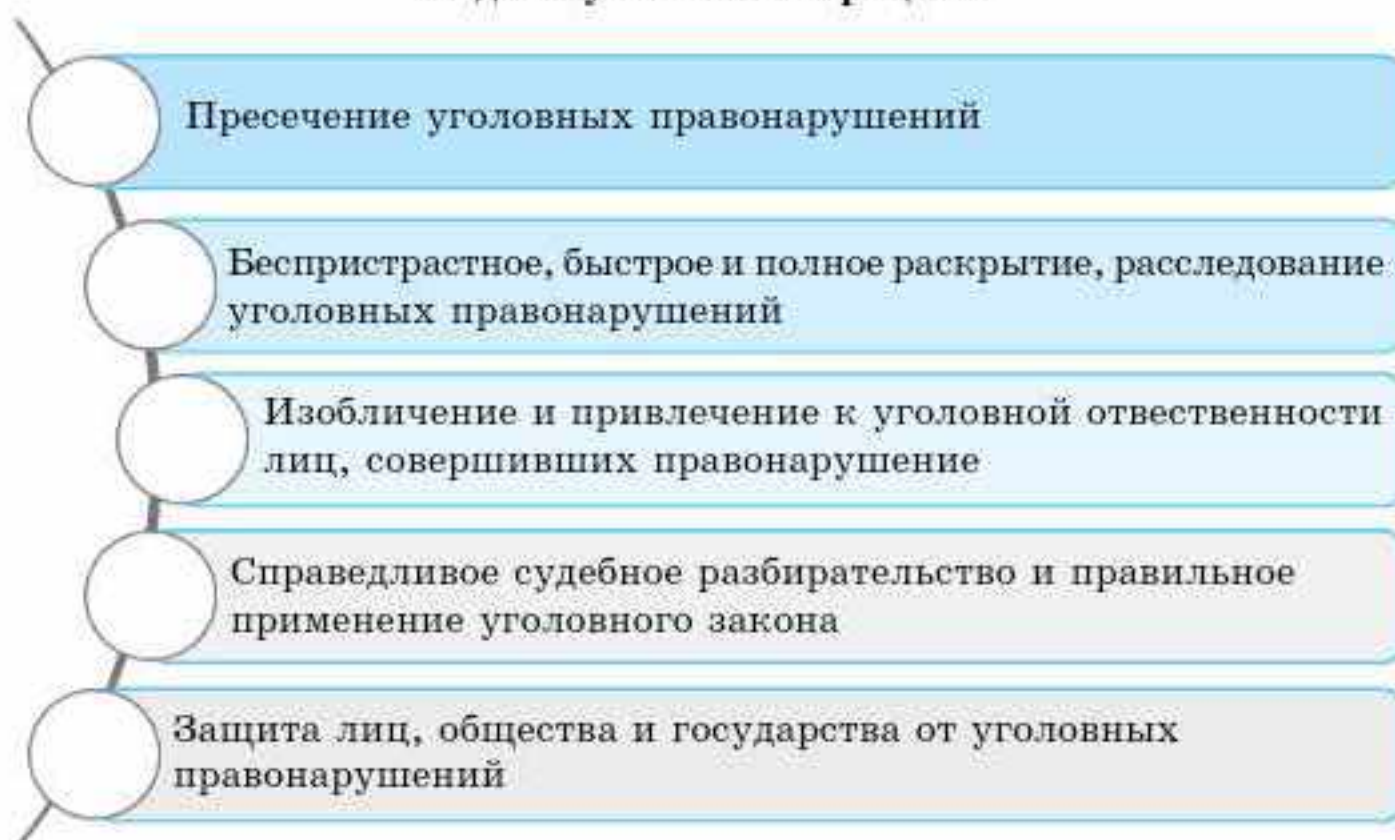 Пресечение уголовных правонарушений
Беспристрастное, быстрое и полное раскрытие, расследование
уголовных правонарушений
Изобличение и привлечение к уголовной отвественности
лиц, совершивших правонарушение
Справедливое судебное разбирательство и правильное
применение уголовного закона
Защита лиц, общества и государства от уголовных
правонарушений